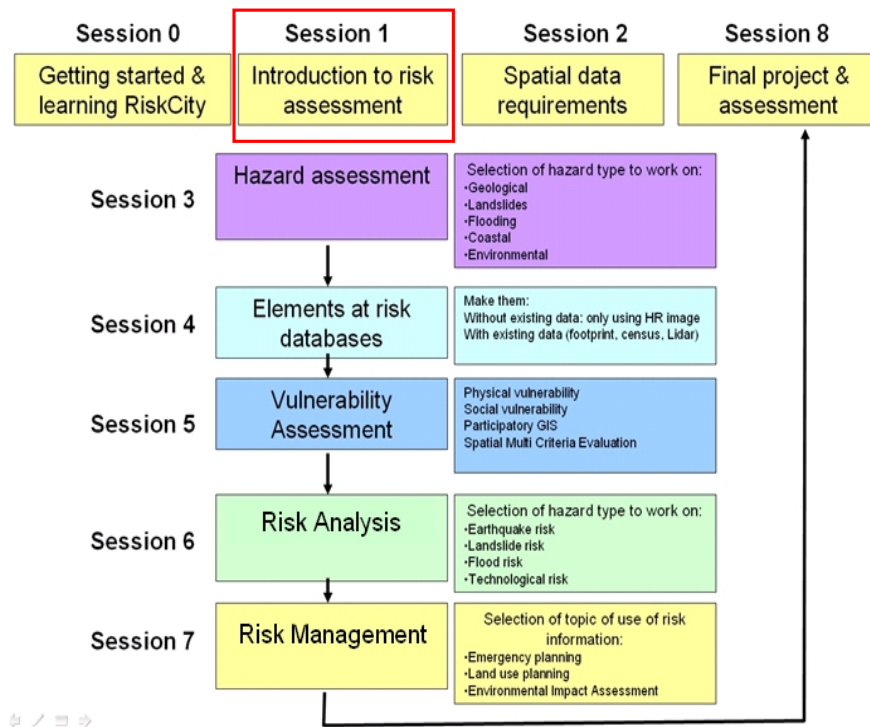 Session 0
Session 1
Session 2
Session 8
Getting started &
learning RiskCity
Introduction to risk
assessment
Spatial data
requirements
Final project &
assessment
Session 3
Hazard assessment
Selection of hazard type to work on:
•Geological
•Landslides
•Flooding
•Coastal
•Environmental
Session 4
Elements at risk
databases
Make them:
Without existing data: only using HR image
With existing data (footprint, census, Lidar)
Session 5
Vulnerability
Assessment
Physical vulnerability
Social vulnerability
Participatory GIS
Spatial Multi Criteria Evaluation
Session 6
Risk Analysis
Selection of hazard type to work on:
•Earthquake risk
•Landslide risk
•Flood risk
•Technological risk
Session 7
Risk Management
Selection of topic of use of risk
information:
•Emergency planning
•Land use planning
•Environmental Impact Assessment